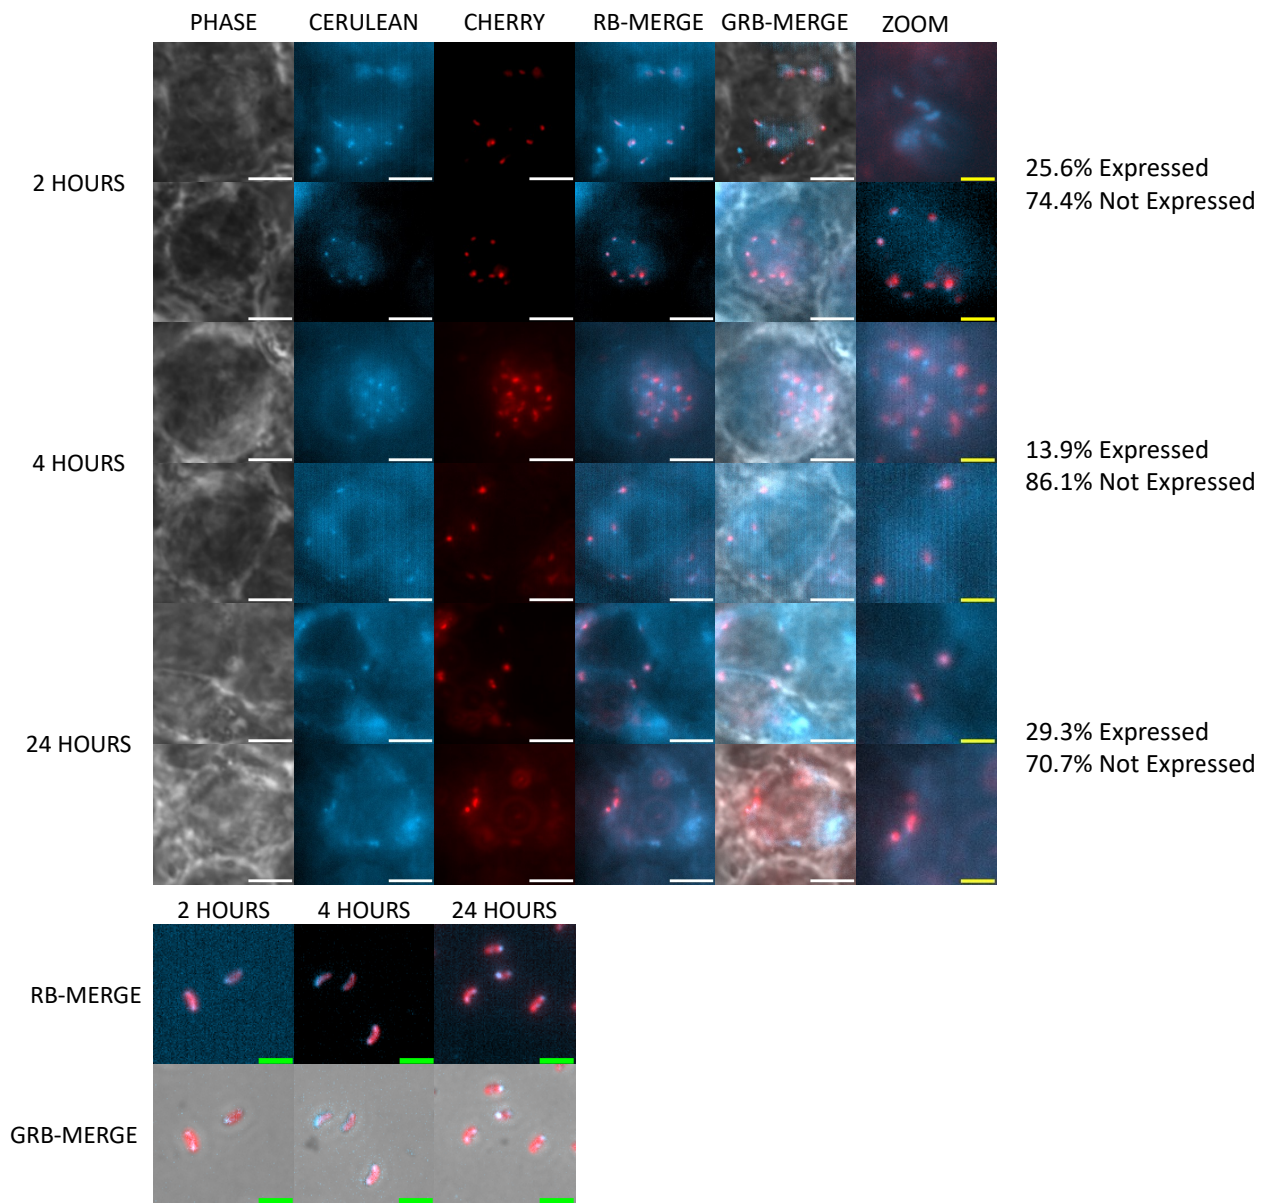 PHASE CERULEAN CHERRY RB-MERGE GRB-MERGE ZOOM
2 HOURS
25.6% Expressed
74.4% Not Expressed
4 HOURS
13.9% Expressed
86.1% Not Expressed
24 HOURS
29.3% Expressed
70.7% Not Expressed
2 HOURS 4 HOURS 24 HOURS
RB-MERGE
GRB-MERGE